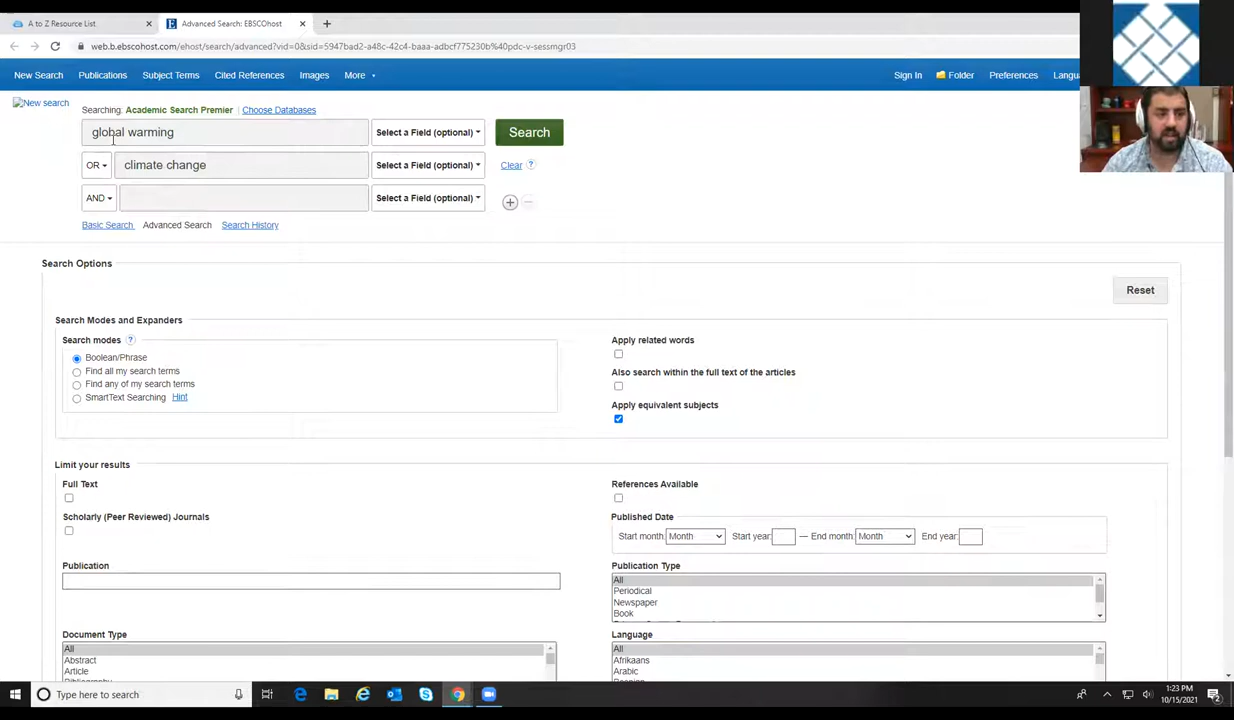 A to Z Resource List
Advanced Search: EBSCOhost
web.b.ebscohost.com/ehost/search/advanced?vid=0&sid=5947bad2-a48c-42c4-baaa-adbcf775230b%40pdc-v-sessmgr03
New Search Publications Subject Terms Cited References Images More Sign In Folder Preferences Langu
New search
Searching: Academic Search Premier Choose Databases
global warming Select a Field (optional) Search
OR climate change Select a Field (optional) Clear ?
AND Select a Field (optional)
Basic Search Advanced Search Search History
Search Options
Reset
Search Modes and Expanders
Search modes ?
Boolean/Phrase
Find all my search terms
Find any of my search terms
SmartText Searching Hint
Apply related words
Also search within the full text of the articles
Apply equivalent subjects
Limit your results
Full Text
References Available
Scholarly (Peer Reviewed) Journals
Published Date
Start month: Month Start year: — End month: Month End year:
Publication
Publication Type
All
Periodical
Newspaper
Book
Document Type
All
Abstract
Article
Language
All
Afrikaans
Arabic
Type here to search
1:23 PM
10/15/2021
2